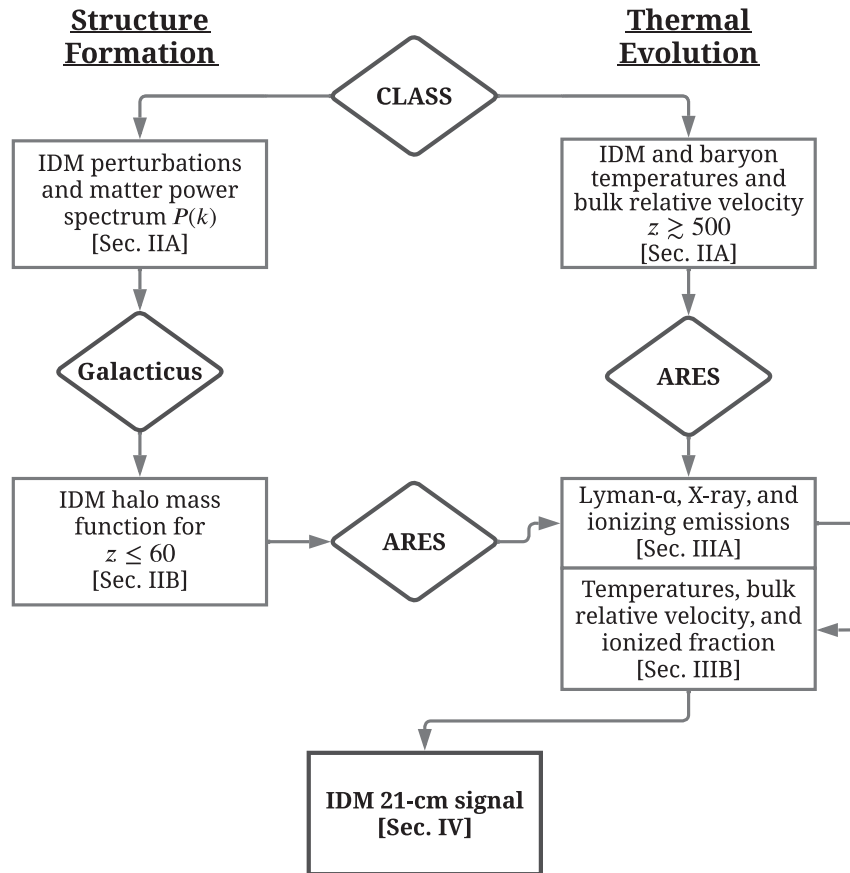 Structure
Formation
Thermal
Evolution
CLASS
IDM perturbations
and matter power
spectrum P(k)
[Sec. IIA]
IDM and baryon
temperatures and
bulk relative velocity
z ≳ 500
[Sec. IIA]
Galacticus
ARES
IDM halo mass
function for
z ≤ 60
[Sec. IIB]
ARES
Lyman-α, X-ray, and
ionizing emissions
[Sec. IIIA]
Temperatures, bulk
relative velocity, and
ionized fraction
[Sec. IIIB]
IDM 21-cm signal
[Sec. IV]